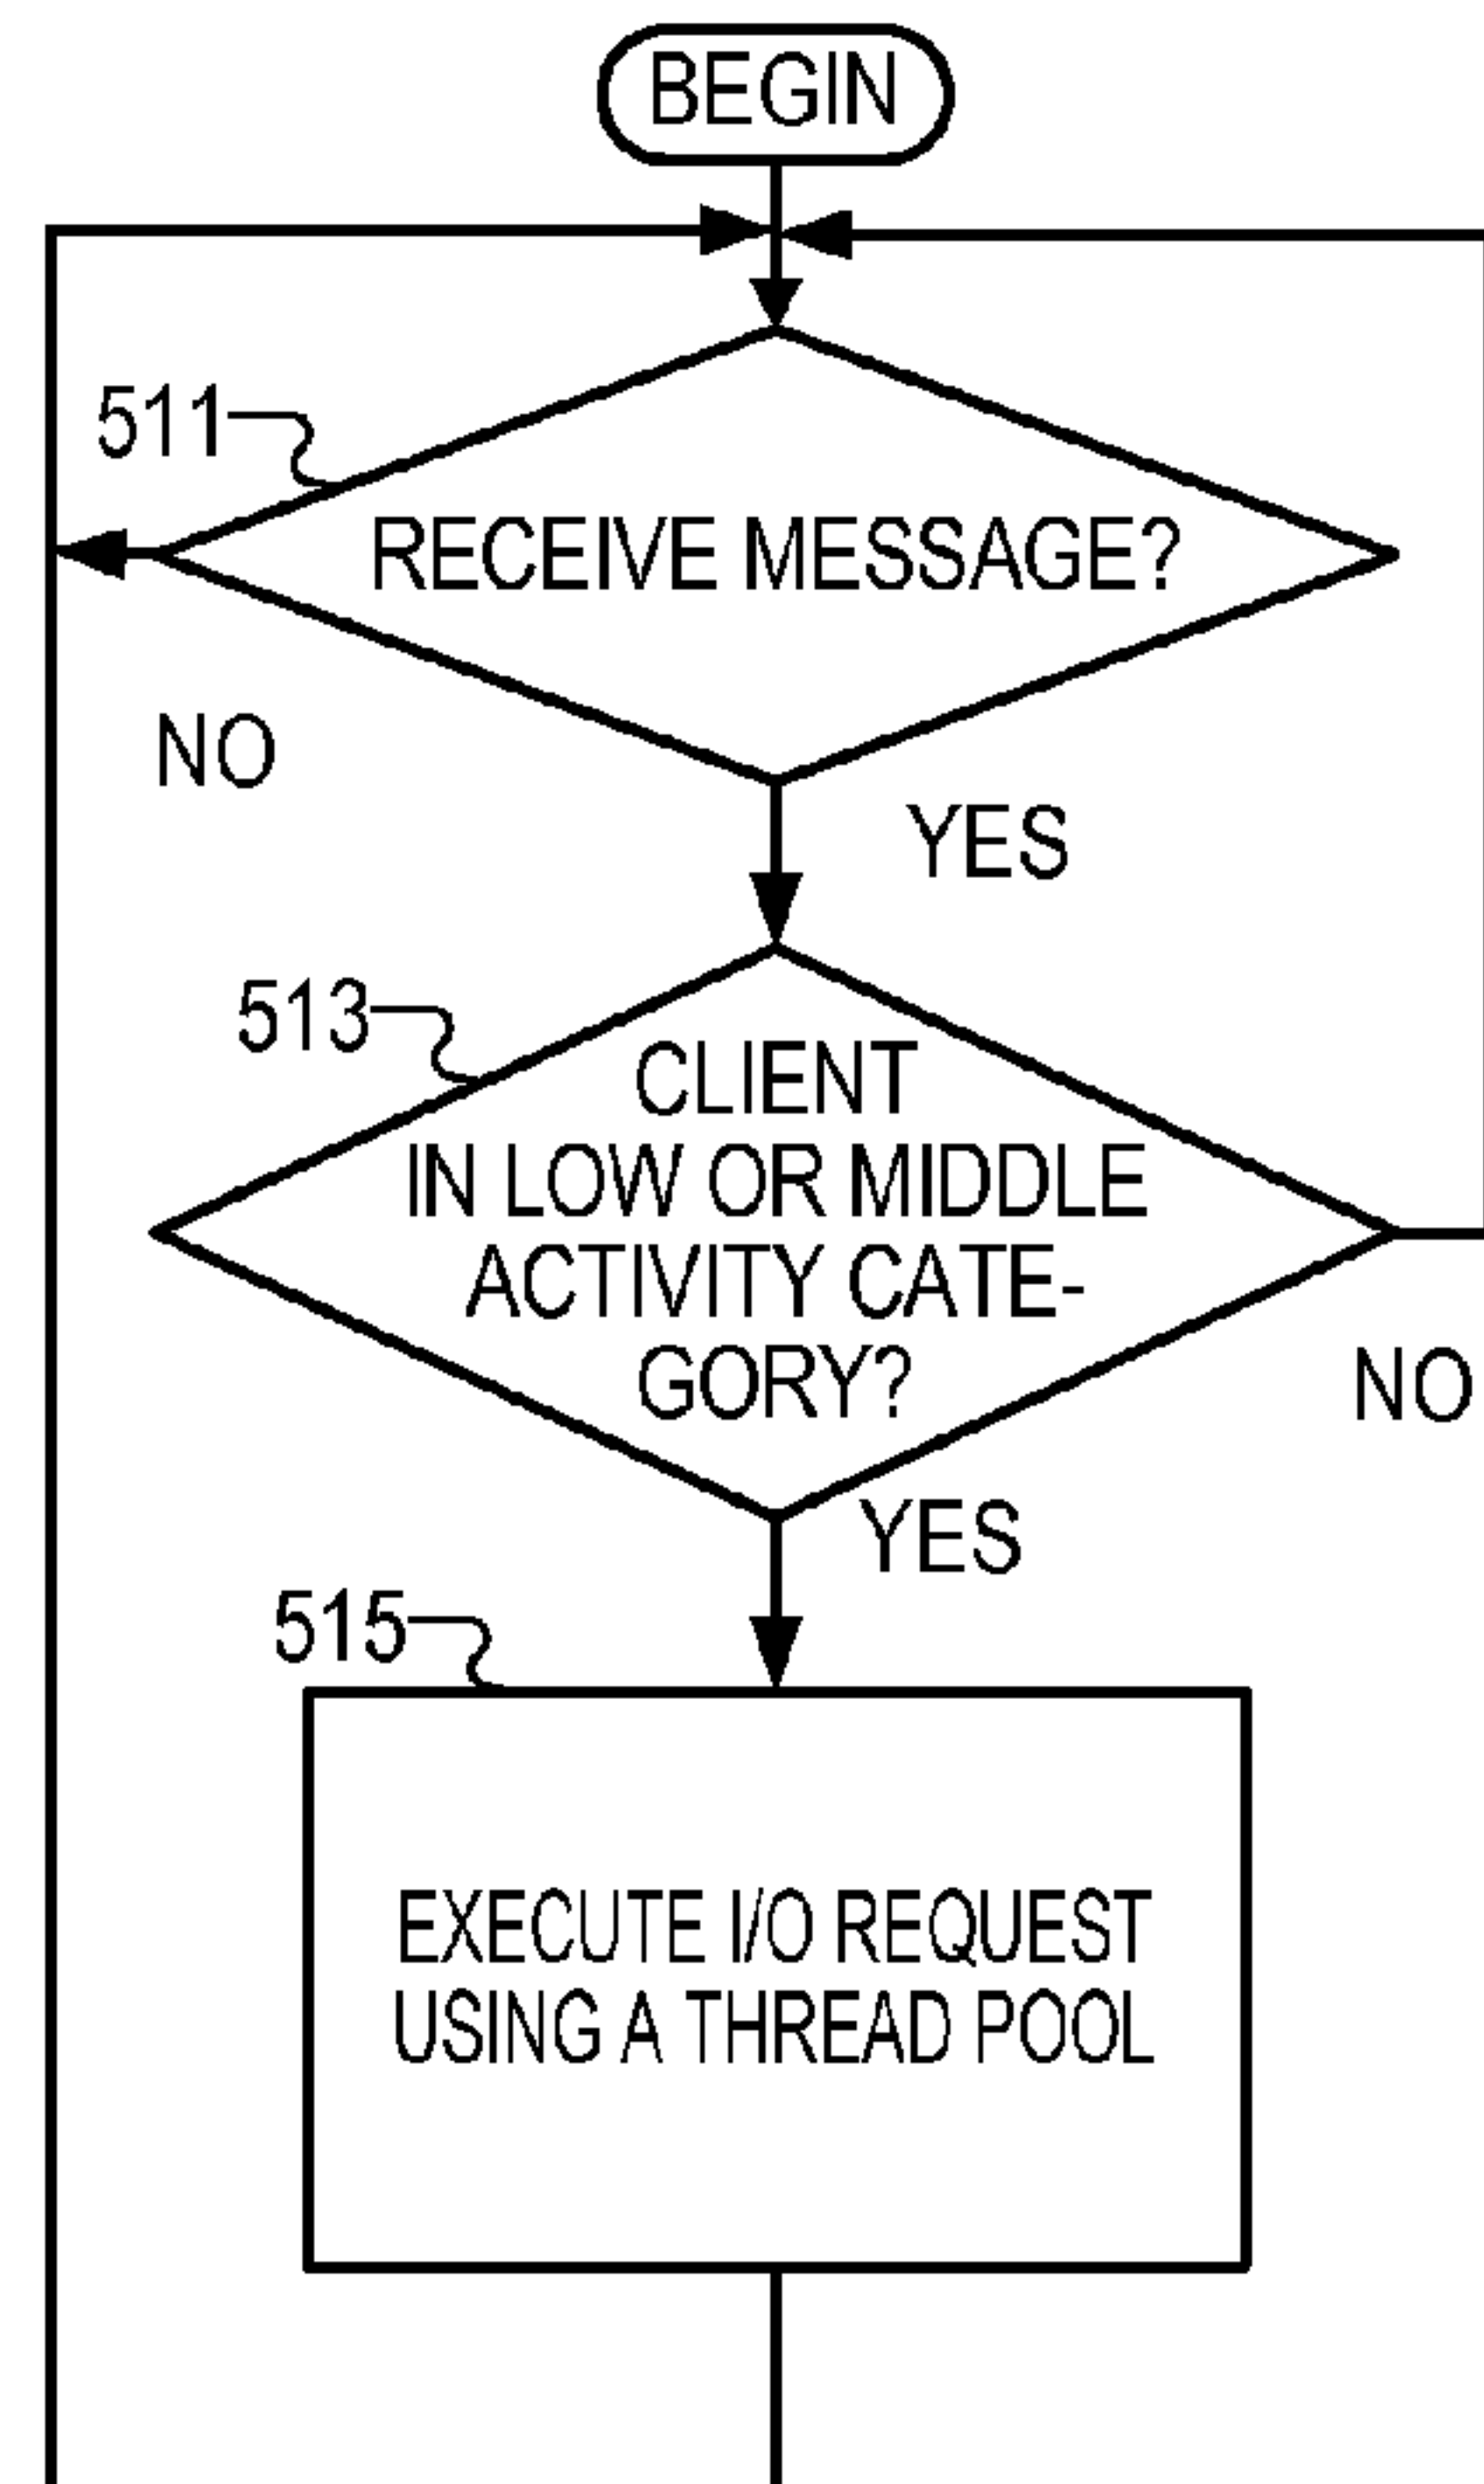 BEGIN
511
RECEIVE MESSAGE?
NO
YES
513
CLIENT
IN LOW OR MIDDLE
ACTIVITY CATE-
GORY?
NO
YES
515
EXECUTE I/O REQUEST
USING A THREAD POOL